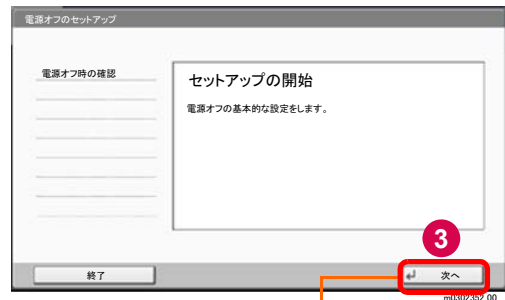 電源オフのセットアップ
電源オフ時の確認
セットアップの開始
電源オフの基本的な設定をします。
3
終了
次へ
m0302352_00